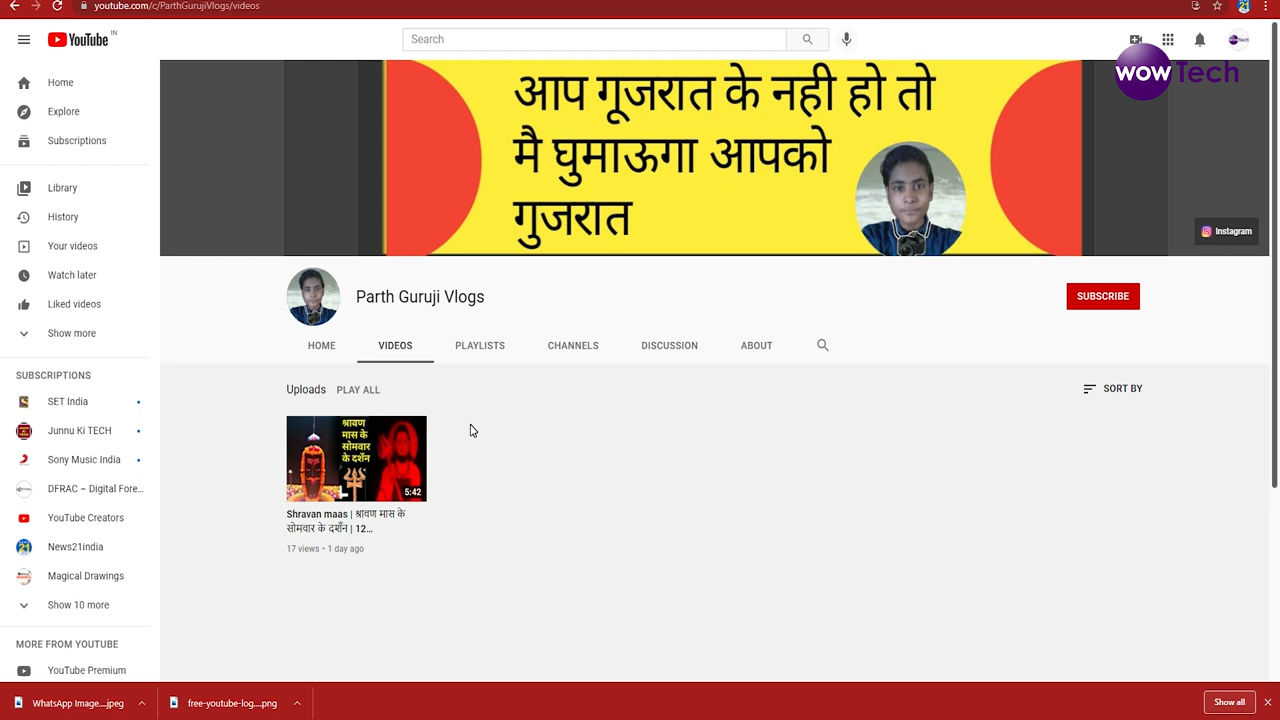 youtube.com/c/ParthGurujiVlogs/videos
YouTube IN
Search
wowTech
आप गूजरात के नही हो तो
मै घुमाऊगा आपको
गुजरात
Instagram
Home
Explore
Subscriptions
Library
History
Your videos
Watch later
Liked videos
Show more
SUBSCRIPTIONS
SET India
Junnu Ki TECH
Sony Music India
DFRAC – Digital Fore...
YouTube Creators
News21india
Magical Drawings
Show 10 more
MORE FROM YOUTUBE
YouTube Premium
Parth Guruji Vlogs
SUBSCRIBE
HOME VIDEOS PLAYLISTS CHANNELS DISCUSSION ABOUT
Uploads PLAY ALL
SORT BY
श्रावण
मास के
सोमवार
के दर्शन
5:42
Shravan maas | श्रावण मास के
सोमवार के दर्शन | 12...
17 views • 1 day ago
WhatsApp Image....jpeg
free-youtube-log....png
Show all